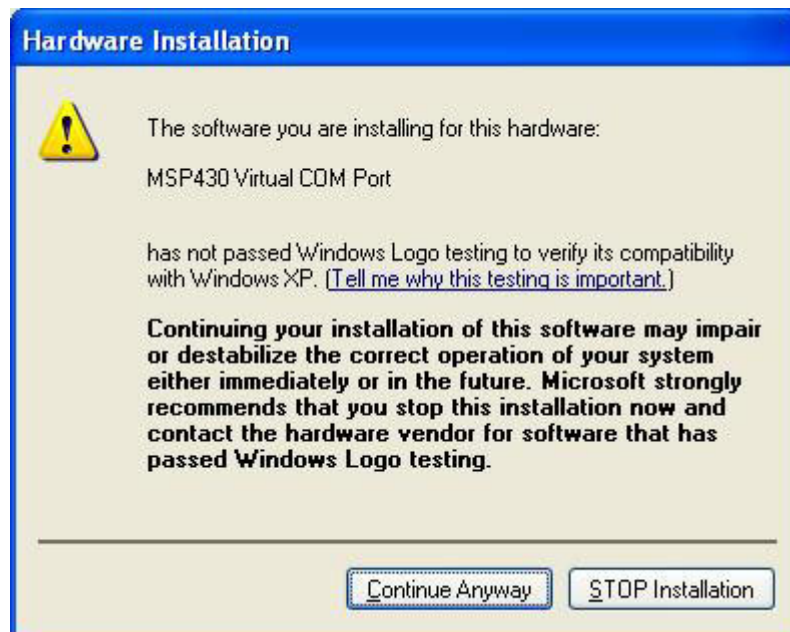 Hardware Installation
The software you are installing for this hardware:
MSP430 Virtual COM Port
has not passed Windows Logo testing to verify its compatibility
with Windows XP. (Tell me why this testing is important.)
Continuing your installation of this software may impair
or destabilize the correct operation of your system
either immediately or in the future. Microsoft strongly
recommends that you stop this installation now and
contact the hardware vendor for software that has
passed Windows Logo testing.
Continue Anyway
STOP Installation